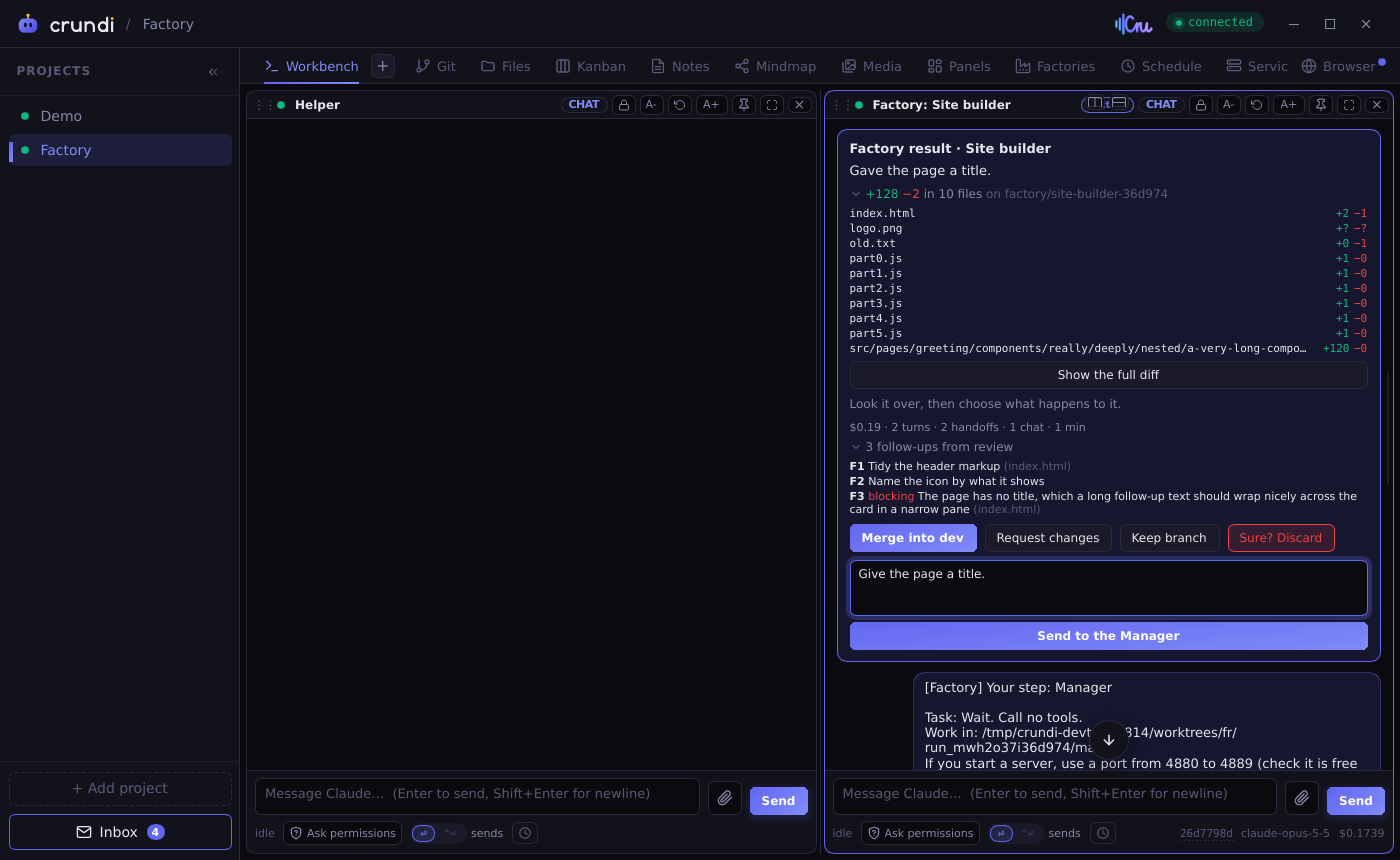 crundi / Factory
Cru
connected
PROJECTS «
Workbench + Git Files Kanban Notes Mindmap Media Panels Factories Schedule Servic Browser
Demo
Factory
+ Add project
Inbox 4
Helper CHAT A- A+
Message Claude… (Enter to send, Shift+Enter for newline) Send
idle Ask permissions sends
Factory: Site builder CHAT A- A+
Factory result · Site builder
Gave the page a title.
+128 −2 in 10 files on factory/site-builder-36d974
index.html +2 −1
logo.png +? −?
old.txt +0 −1
part0.js +1 −0
part1.js +1 −0
part2.js +1 −0
part3.js +1 −0
part4.js +1 −0
part5.js +1 −0
src/pages/greeting/components/really/deeply/nested/a-very-long-compo… +120 −0
Show the full diff
Look it over, then choose what happens to it.
$0.19 · 2 turns · 2 handoffs · 1 chat · 1 min
3 follow-ups from review
F1 Tidy the header markup (index.html)
F2 Name the icon by what it shows
F3 blocking The page has no title, which a long follow-up text should wrap nicely across the
card in a narrow pane (index.html)
Merge into dev Request changes Keep branch Sure? Discard
Give the page a title.
Send to the Manager
[Factory] Your step: Manager
Task: Wait. Call no tools.
Work in: /tmp/crundi-devt 814/worktrees/fr/
run_mwh2o37i36d974/ma
If you start a server, use a port from 4880 to 4889 (check it is free
Message Claude… (Enter to send, Shift+Enter for newline) Send
idle Ask permissions sends 26d7798d claude-opus-5-5 $0.1739